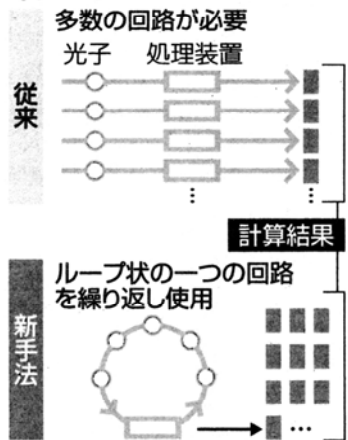 多数の回路が必要
光子 処理装置
従来
⋮ ⋮
計算結果
ループ状の一つの回路
を繰り返し使用
新手法
…